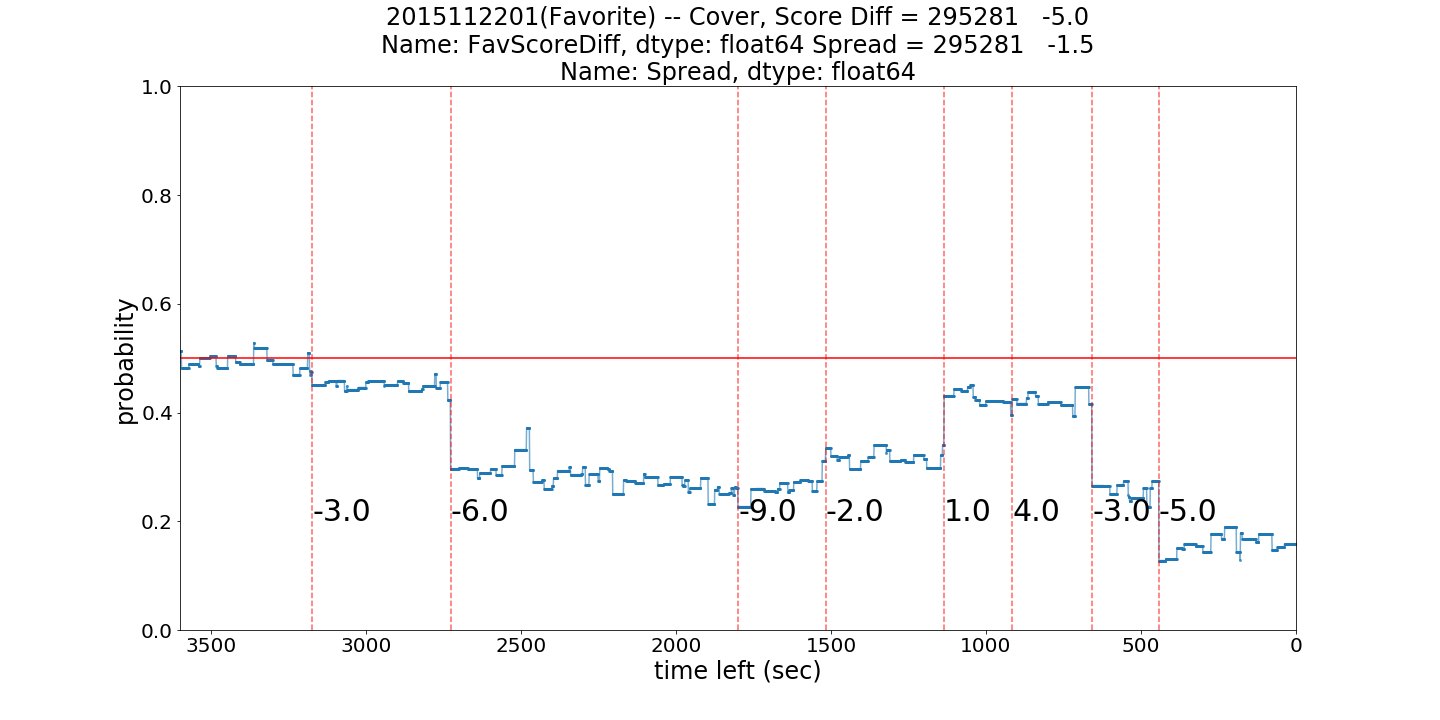 2015112201(Favorite) -- Cover, Score Diff = 295281   -5.0
Name: FavScoreDiff, dtype: float64 Spread = 295281   -1.5
Name: Spread, dtype: float64
1.0
0.8
0.6
0.4
0.2
0.0
probability
-3.0
-6.0
-9.0
-2.0
1.0
4.0
-3.0
-5.0
3500 3000 2500 2000 1500 1000 500 0
time left (sec)